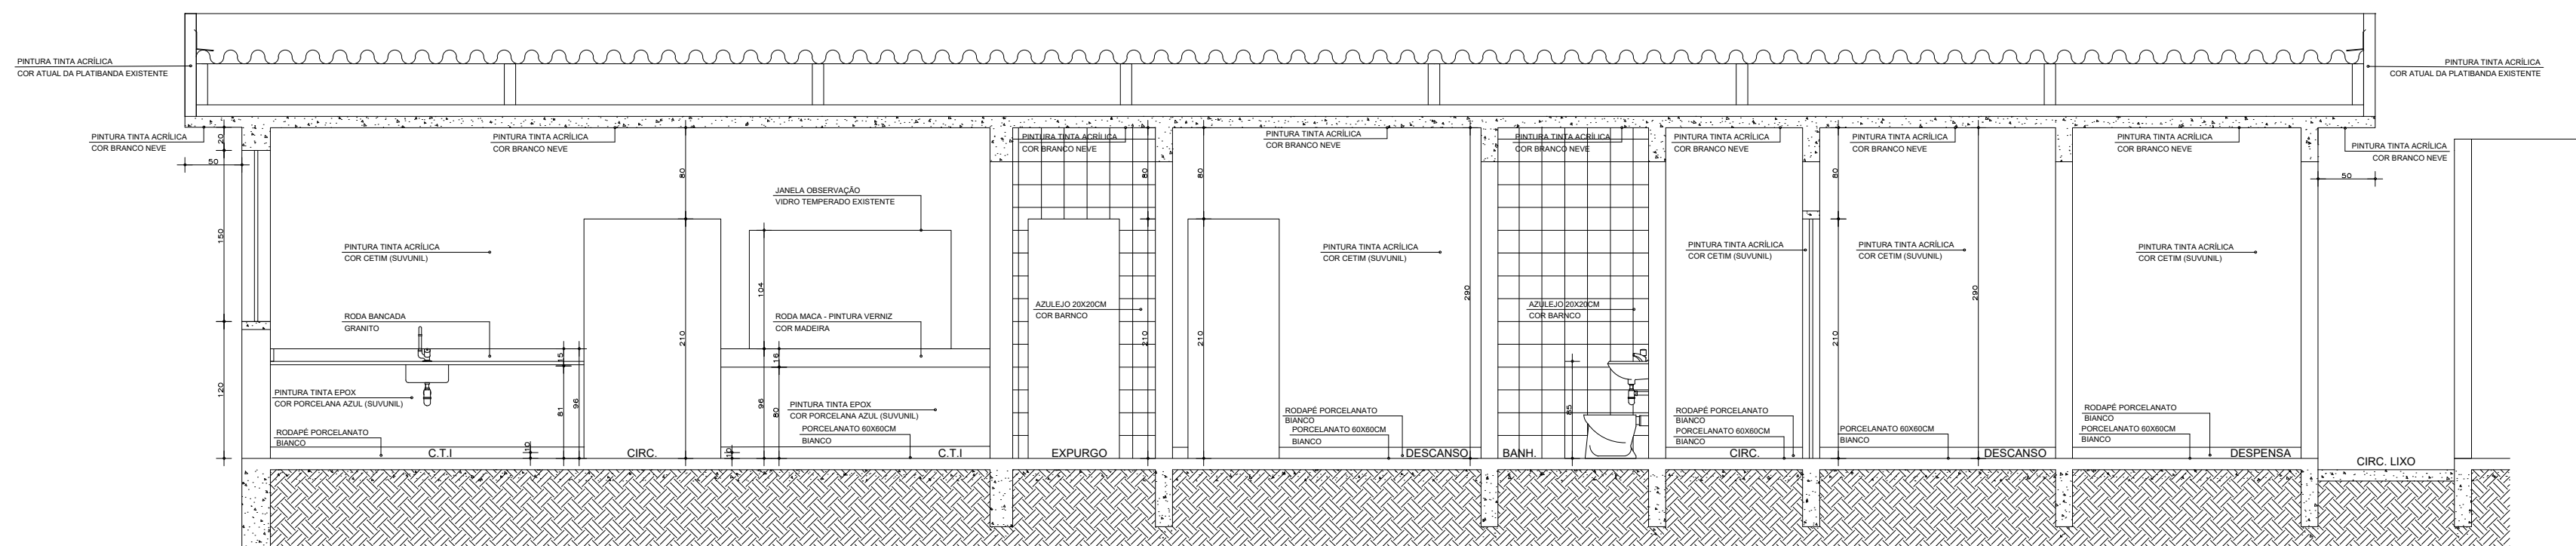 PINTURA TINTA ACRÍLICA
COR ATUAL DA PLATIBANDA EXISTENTE
PINTURA TINTA ACRÍLICA
COR ATUAL DA PLATIBANDA EXISTENTE
PINTURA TINTA ACRÍLICA
COR BRANCO NEVE
20
50
PINTURA TINTA ACRÍLICA
COR BRANCO NEVE
PINTURA TINTA ACRÍLICA
COR BRANCO NEVE
PINTURA TINTA ACRÍLICA
COR BRANCO NEVE
PINTURA TINTA ACRÍLICA
COR BRANCO NEVE
PINTURA TINTA ACRÍLICA
COR BRANCO NEVE
PINTURA TINTA ACRÍLICA
COR BRANCO NEVE
PINTURA TINTA ACRÍLICA
COR BRANCO NEVE
PINTURA TINTA ACRÍLICA
COR BRANCO NEVE
50
80
80
80
80
JANELA OBSERVAÇÃO
VIDRO TEMPERADO EXISTENTE
150
PINTURA TINTA ACRÍLICA
COR CETIM (SUVUNIL)
PINTURA TINTA ACRÍLICA
COR CETIM (SUVUNIL)
PINTURA TINTA ACRÍLICA
COR CETIM (SUVUNIL)
PINTURA TINTA ACRÍLICA
COR CETIM (SUVUNIL)
PINTURA TINTA ACRÍLICA
COR CETIM (SUVUNIL)
104
290
290
RODA BANCADA
GRANITO
RODA MACA - PINTURA VERNIZ
COR MADEIRA
AZULEJO 20X20CM
COR BARNCO
AZULEJO 20X20CM
COR BARNCO
210
210
210
210
120
15
16
81
96
96
80
85
PINTURA TINTA EPOX
COR PORCELANA AZUL (SUVUNIL)
PINTURA TINTA EPOX
COR PORCELANA AZUL (SUVUNIL)
RODAPÉ PORCELANATO
BIANCO
10
10
PORCELANATO 60X60CM
BIANCO
RODAPÉ PORCELANATO
BIANCO
PORCELANATO 60X60CM
BIANCO
RODAPÉ PORCELANATO
BIANCO
PORCELANATO 60X60CM
BIANCO
PORCELANATO 60X60CM
BIANCO
RODAPÉ PORCELANATO
BIANCO
PORCELANATO 60X60CM
BIANCO
C.T.I
CIRC.
C.T.I
EXPURGO
DESCANSO
BANH.
CIRC.
DESCANSO
DESPENSA
CIRC. LIXO